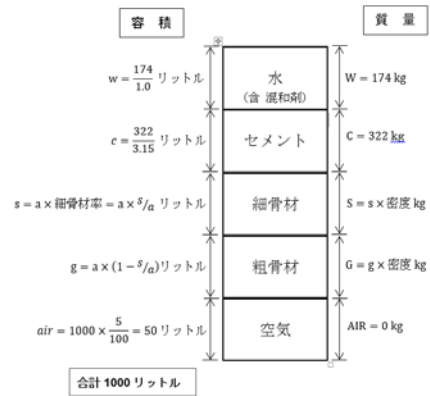 容 積
質 量
w = 174/1.0 リットル
水
(含 混和剤)
W = 174 kg
c = 322/3.15 リットル
セメント
C = 322 kg
s = a × 細骨材率 = a × s/a リットル
細骨材
S = s × 密度 kg
g = a × (1 − s/a)リットル
粗骨材
G = g × 密度 kg
air = 1000 × 5/100 = 50 リットル
空気
AIR = 0 kg
合計 1000 リットル